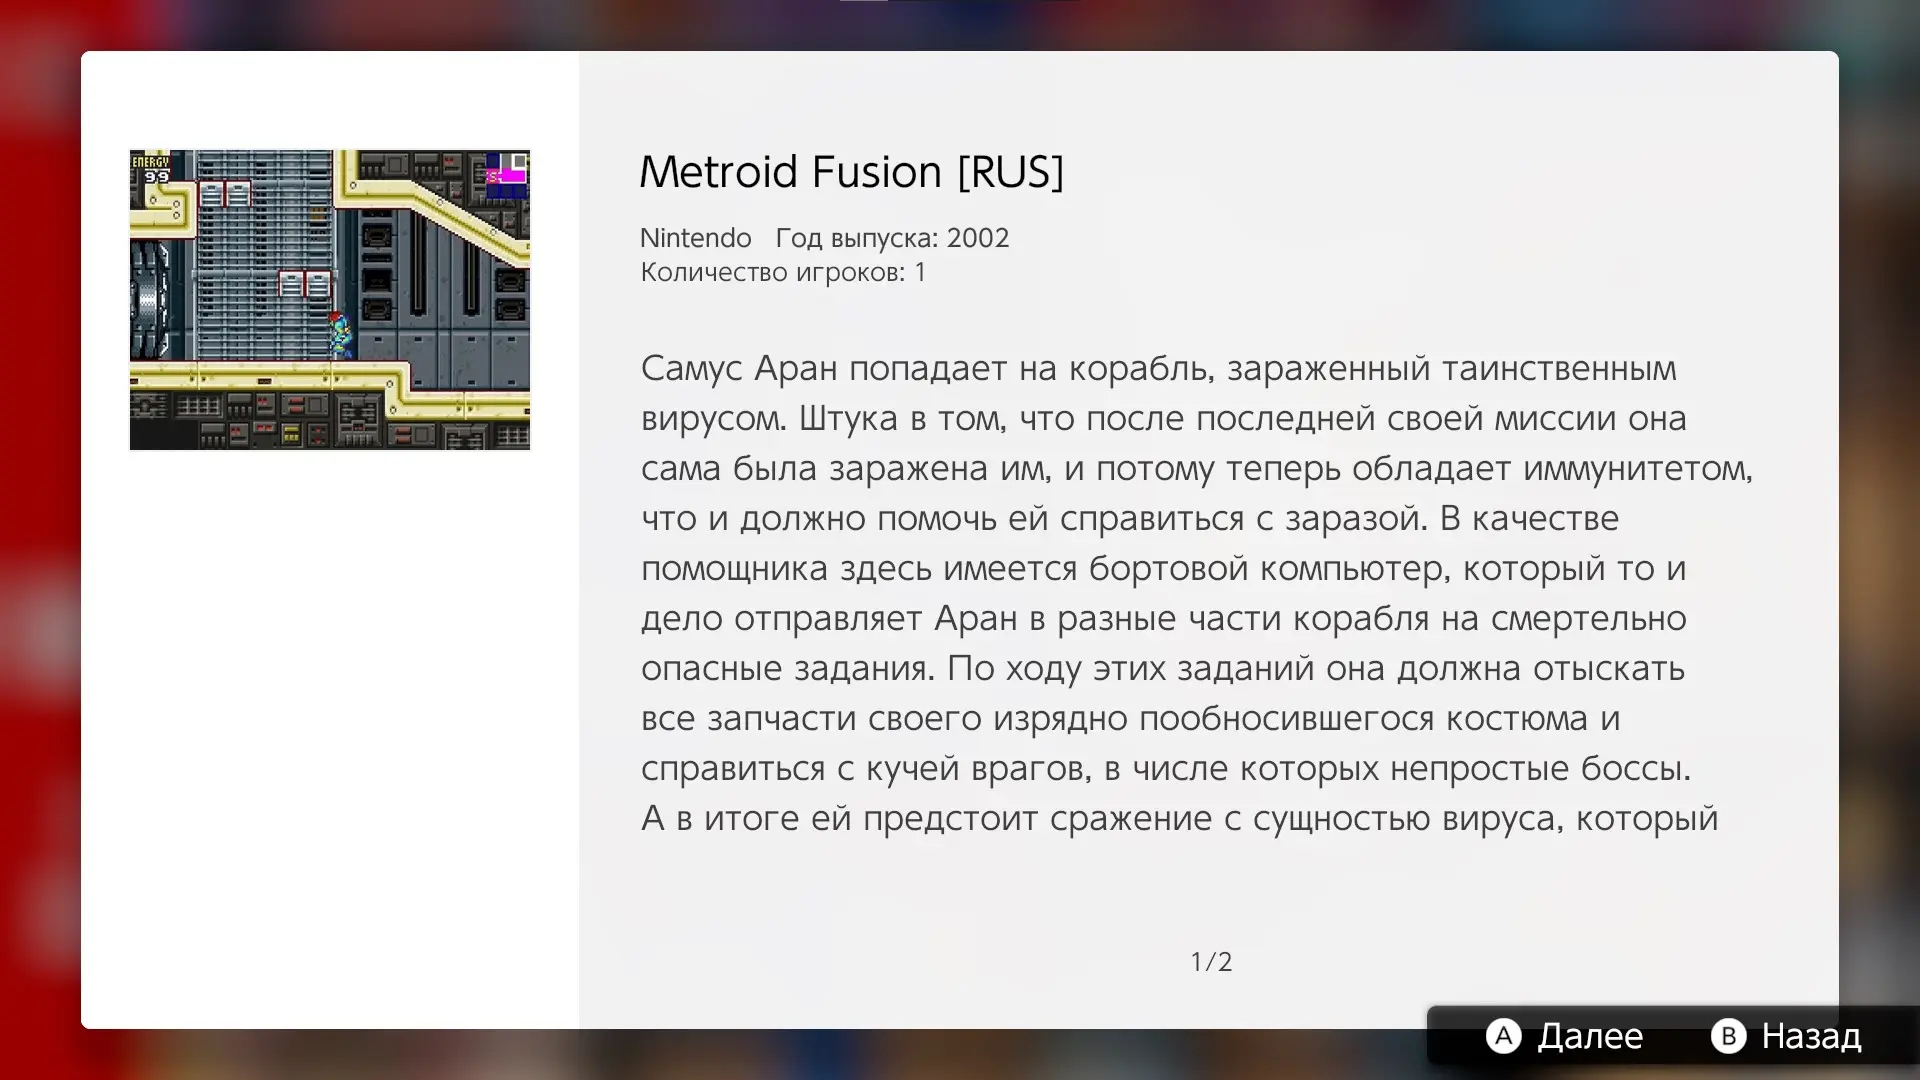 ENERGY
99
S
Metroid Fusion [RUS]
Nintendo Год выпуска: 2002
Количество игроков: 1
Самус Аран попадает на корабль, зараженный таинственным
вирусом. Штука в том, что после последней своей миссии она
сама была заражена им, и потому теперь обладает иммунитетом,
что и должно помочь ей справиться с заразой. В качестве
помощника здесь имеется бортовой компьютер, который то и
дело отправляет Аран в разные части корабля на смертельно
опасные задания. По ходу этих заданий она должна отыскать
все запчасти своего изрядно пообносившегося костюма и
справиться с кучей врагов, в числе которых непростые боссы.
А в итоге ей предстоит сражение с сущностью вируса, который
1/2
A Далее B Назад